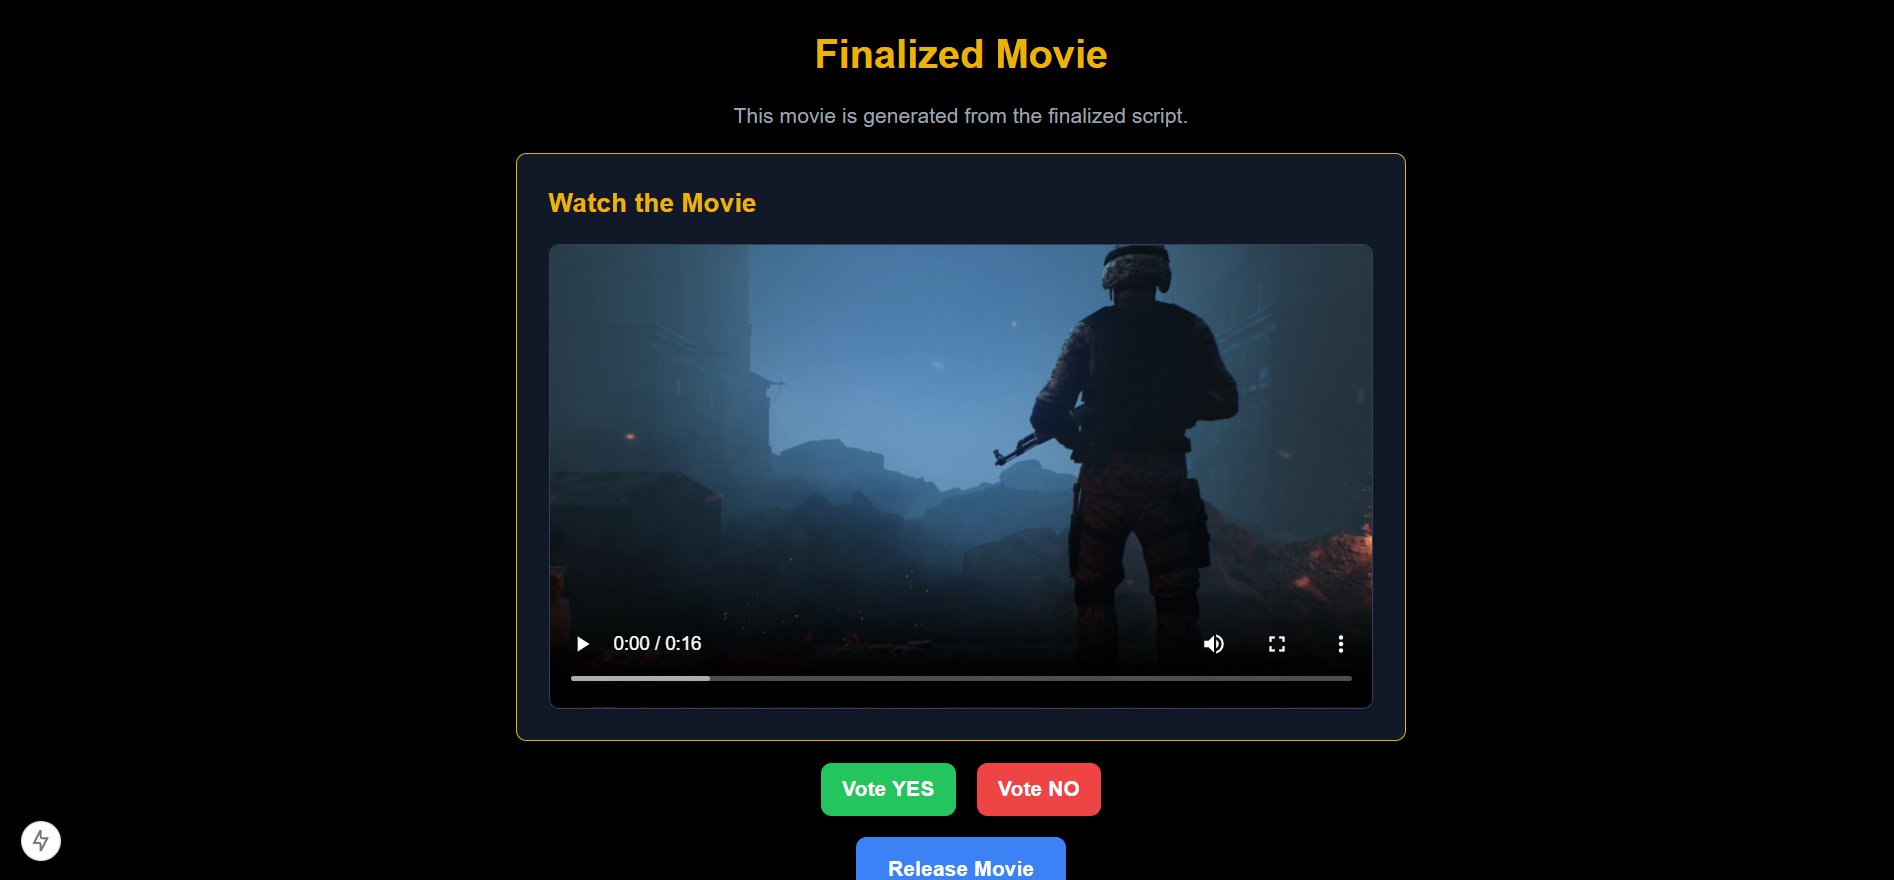 Finalized Movie
This movie is generated from the finalized script.
Watch the Movie
0:00 / 0:16
Vote YES
Vote NO
Release Movie